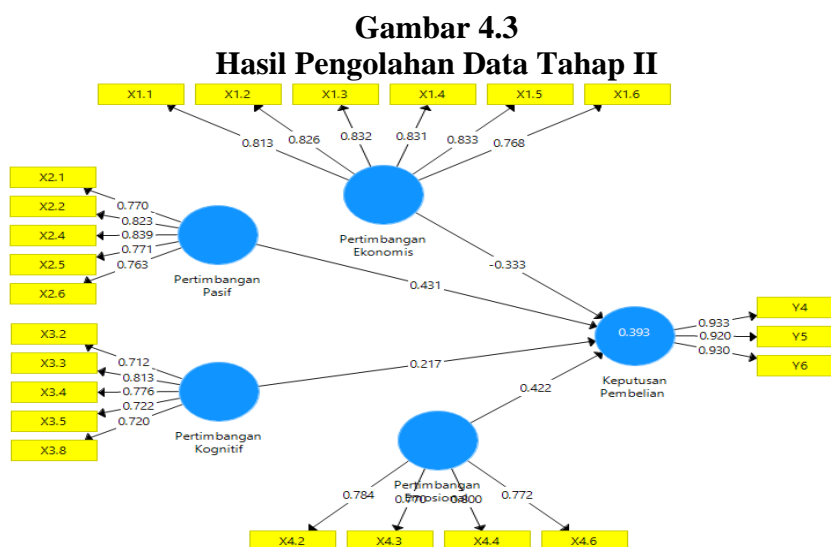 Gambar 4.3
Hasil Pengolahan Data Tahap II
X1.1 X1.2 X1.3 X1.4 X1.5 X1.6
0.813 0.826 0.832 0.831 0.833 0.768
Pertimbangan
Ekonomis
X2.1
X2.2
X2.4
X2.5
X2.6
0.770
0.823
0.839
0.771
0.763
Pertimbangan
Pasif
-0.333
0.431
X3.2
X3.3
X3.4
X3.5
X3.8
0.712
0.813
0.776
0.722
0.720
Pertimbangan
Kognitif
0.217
0.422
0.393
Keputusan
Pembelian
0.933
0.920
0.930
Y4
Y5
Y6
Pertimbangan
Emosional
0.784 0.770 0.800 0.772
X4.2 X4.3 X4.4 X4.6